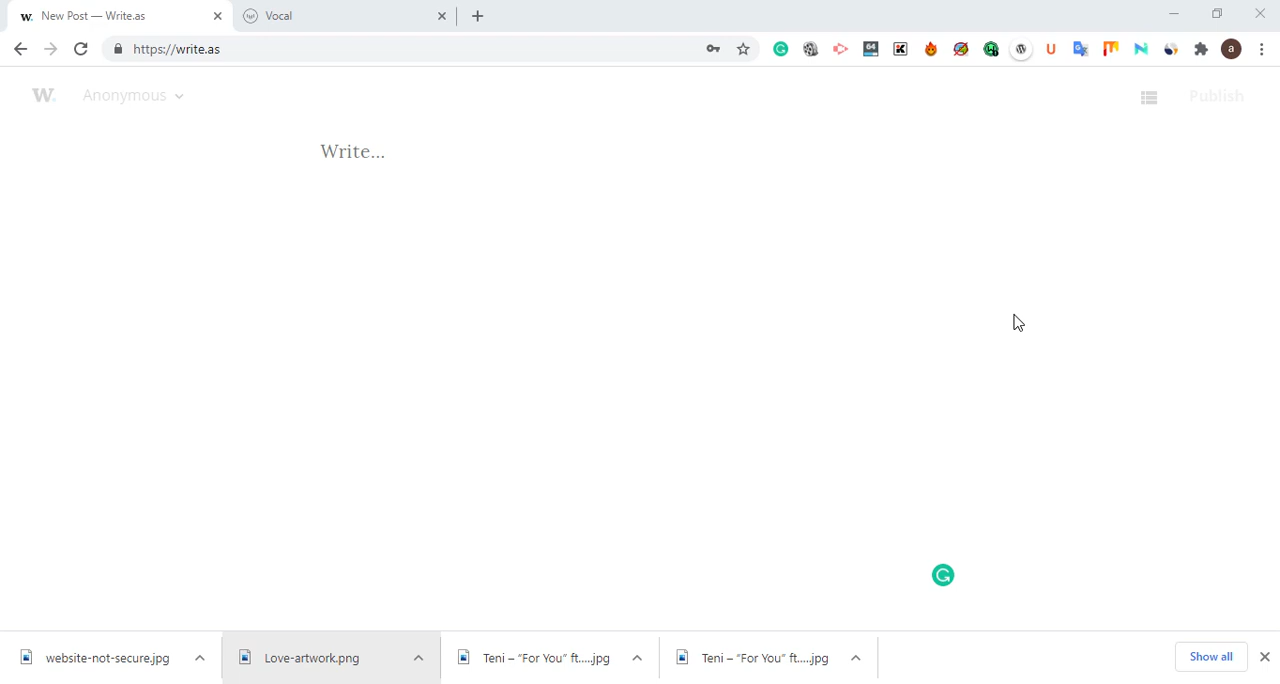 W. New Post — Write.as
Vocal
https://write.as
64
K
U
a
W.
Anonymous
Publish
Write...
website-not-secure.jpg
Love-artwork.png
Teni – “For You” ft.....jpg
Teni – “For You” ft.....jpg
Show all